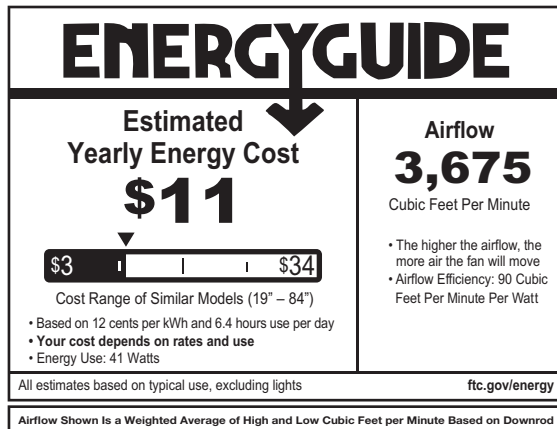 ENERGYGUIDE
Estimated
Yearly Energy Cost
$11
$3
$34
Cost Range of Similar Models (19” – 84”)
• Based on 12 cents per kWh and 6.4 hours use per day
• Your cost depends on rates and use
• Energy Use: 41 Watts
Airflow
3,675
Cubic Feet Per Minute
• The higher the airflow, the
more air the fan will move
• Airflow Efficiency: 90 Cubic
Feet Per Minute Per Watt
All estimates based on typical use, excluding lights
ftc.gov/energy
Airflow Shown Is a Weighted Average of High and Low Cubic Feet per Minute Based on Downrod